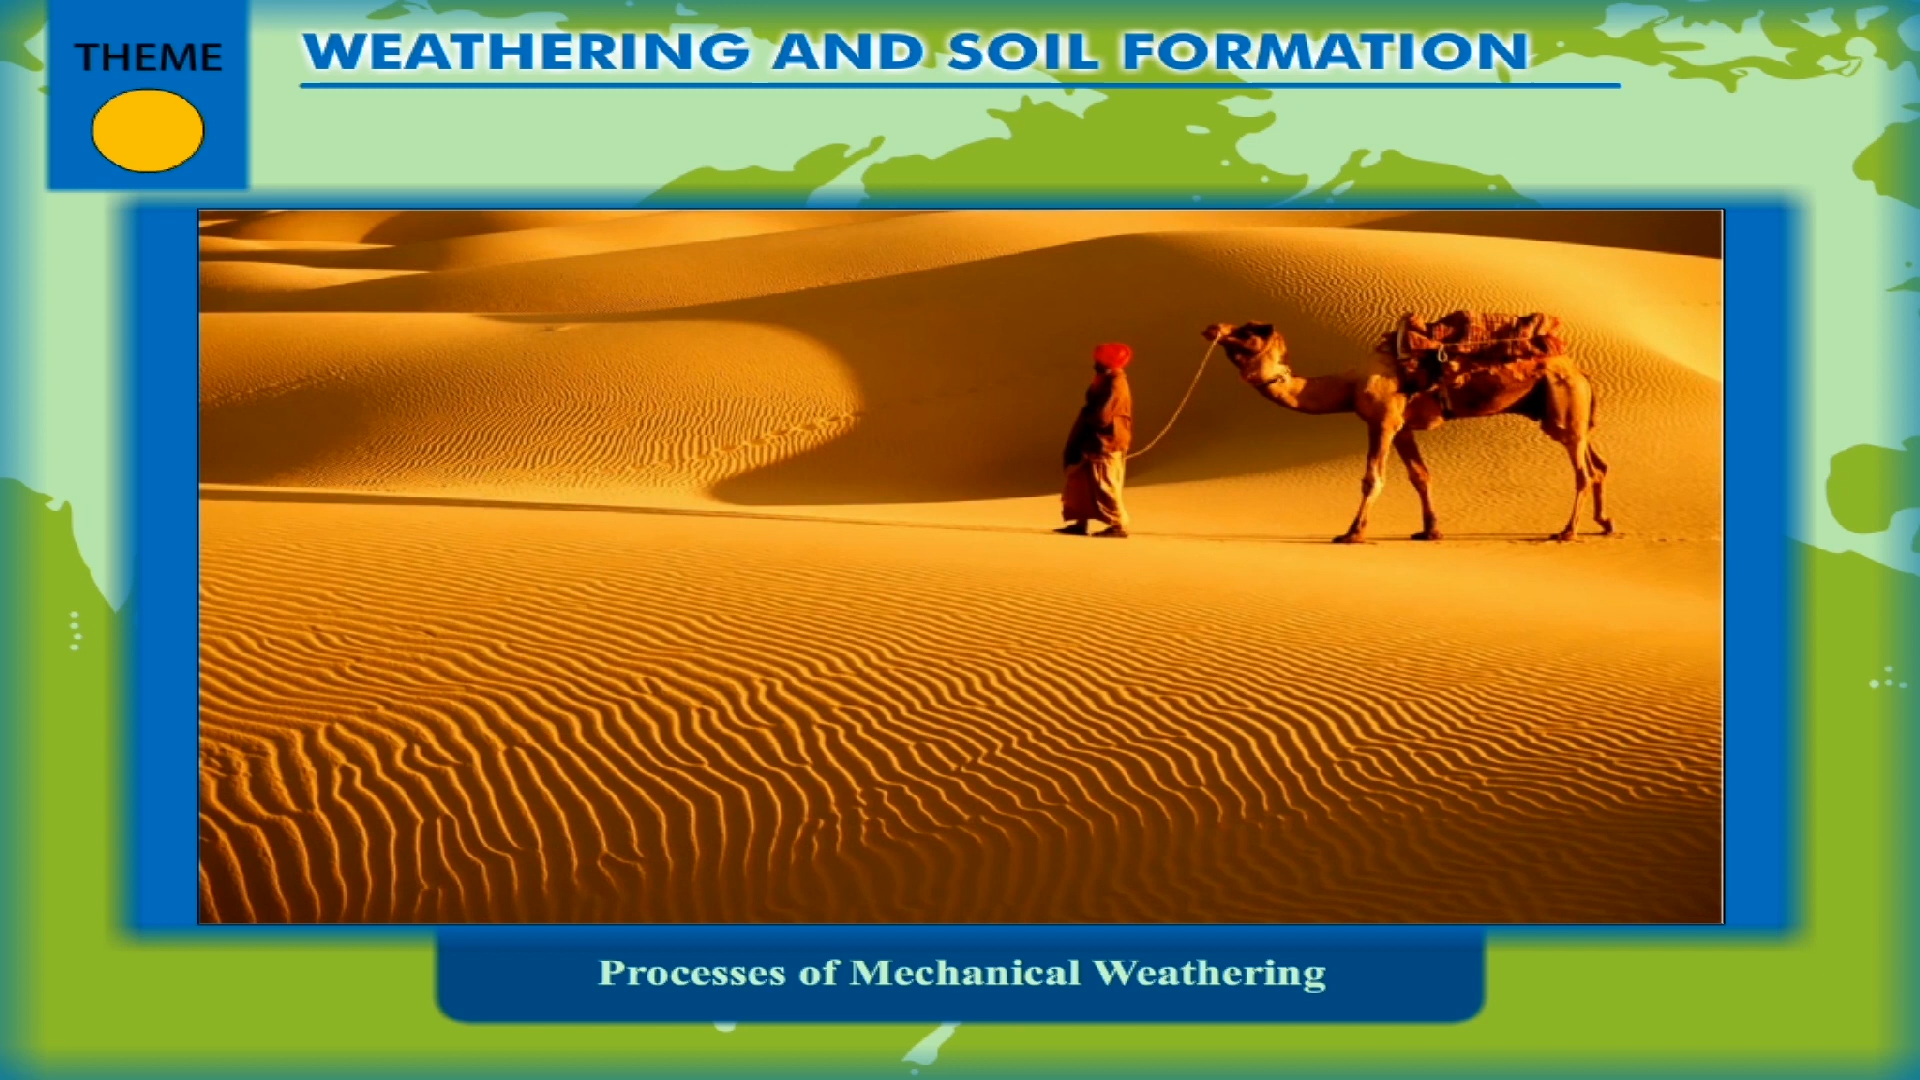 THEME
WEATHERING AND SOIL FORMATION
Processes of Mechanical Weathering